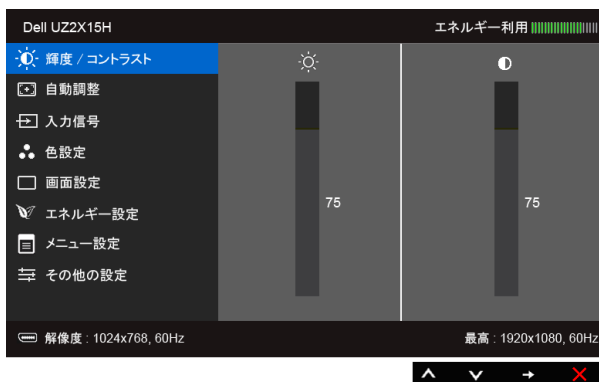 Dell UZ2X15H
エネルギー利用
輝度 / コントラスト
自動調整
入力信号
色設定
画面設定
エネルギー設定
メニュー設定
その他の設定
75
75
解像度 : 1024x768, 60Hz
最高 : 1920x1080, 60Hz